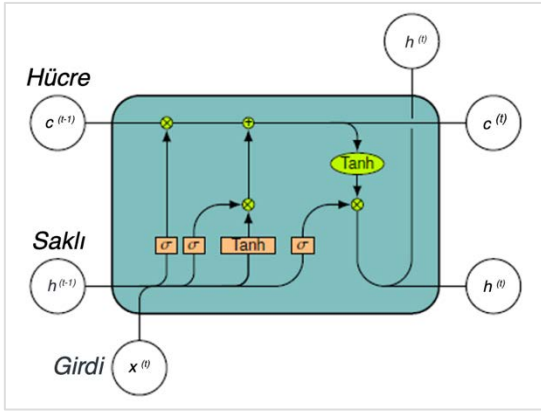 h (t)
Hücre
c (t-1)
× +
c (t)
Tanh
× ×
Saklı
σ σ Tanh σ
h (t-1)
h (t)
Girdi
x (t)